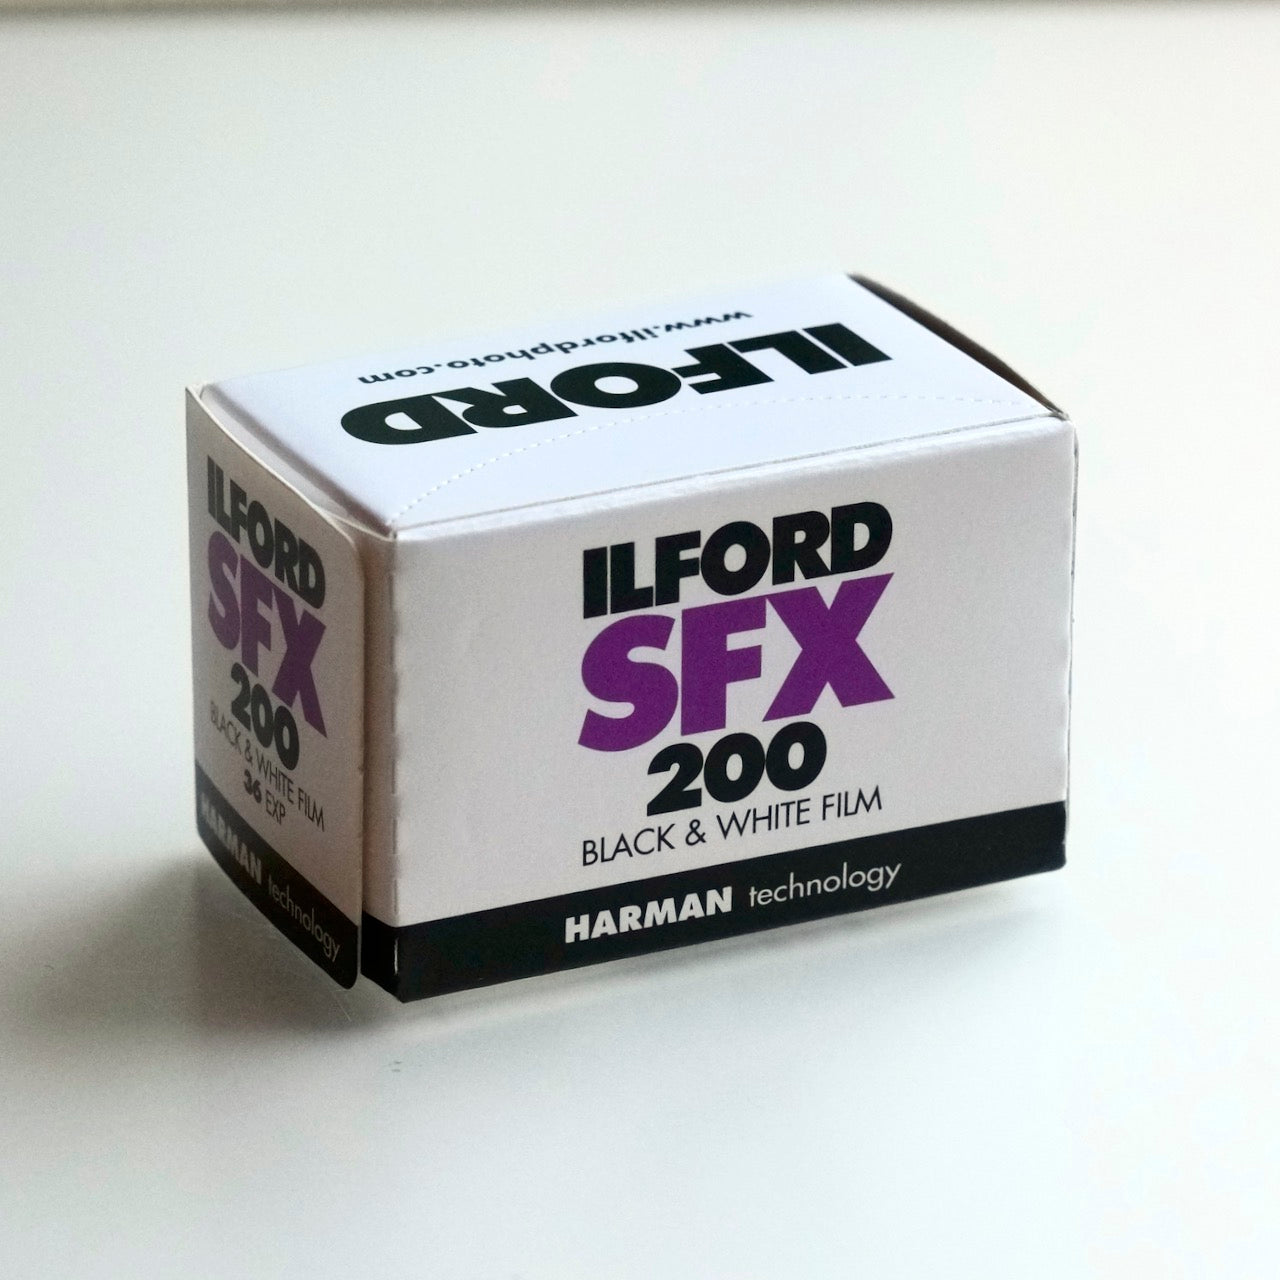 www.ilfordphoto.com
ILFORD
ILFORD
SFX
200
BLACK & WHITE FILM
36 EXP
HARMAN technology
ILFORD
SFX
200
BLACK & WHITE FILM
HARMAN technology